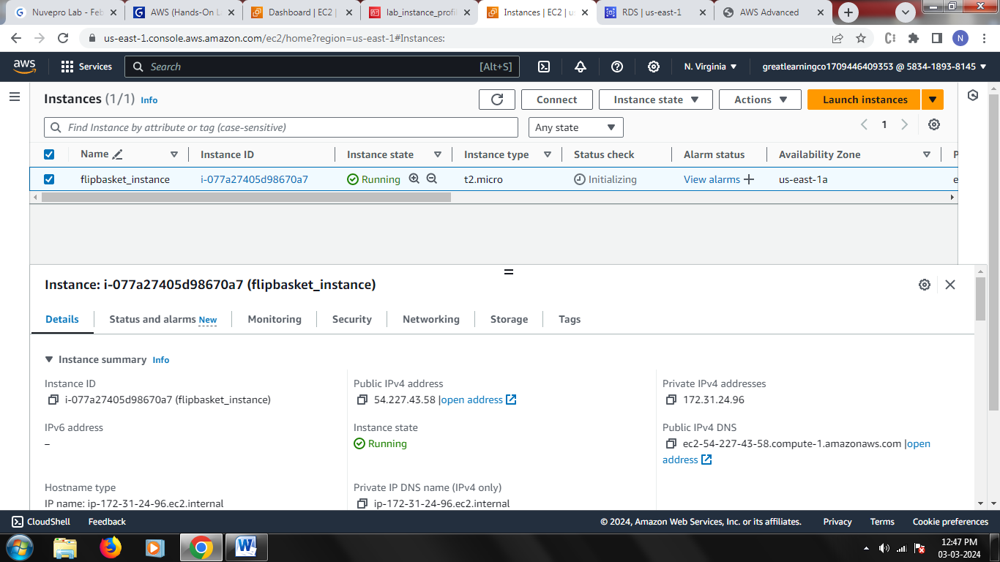 Nuvepro Lab - Feb
AWS (Hands-On L
Dashboard | EC2 |
lab_instance_profil
Instances | EC2 | us
RDS | us-east-1
AWS Advanced
us-east-1.console.aws.amazon.com/ec2/home?region=us-east-1#Instances:
N
aws
Services
Search
[Alt+S]
N. Virginia
greatlearningco1709446409353 @ 5834-1893-8145
Instances (1/1) Info
Connect
Instance state
Actions
Launch instances
Find Instance by attribute or tag (case-sensitive)
Any state
1
Name
Instance ID
Instance state
Instance type
Status check
Alarm status
Availability Zone
P
flipbasket_instance
i-077a27405d98670a7
Running
t2.micro
Initializing
View alarms
us-east-1a
e
Instance: i-077a27405d98670a7 (flipbasket_instance)
Details
Status and alarms New
Monitoring
Security
Networking
Storage
Tags
Instance summary Info
Instance ID
i-077a27405d98670a7 (flipbasket_instance)
Public IPv4 address
54.227.43.58 |open address
Private IPv4 addresses
172.31.24.96
IPv6 address
–
Instance state
Running
Public IPv4 DNS
ec2-54-227-43-58.compute-1.amazonaws.com |open
address
Hostname type
IP name: ip-172-31-24-96.ec2.internal
Private IP DNS name (IPv4 only)
ip-172-31-24-96.ec2.internal
CloudShell
Feedback
© 2024, Amazon Web Services, Inc. or its affiliates.
Privacy
Terms
Cookie preferences
12:47 PM
03-03-2024